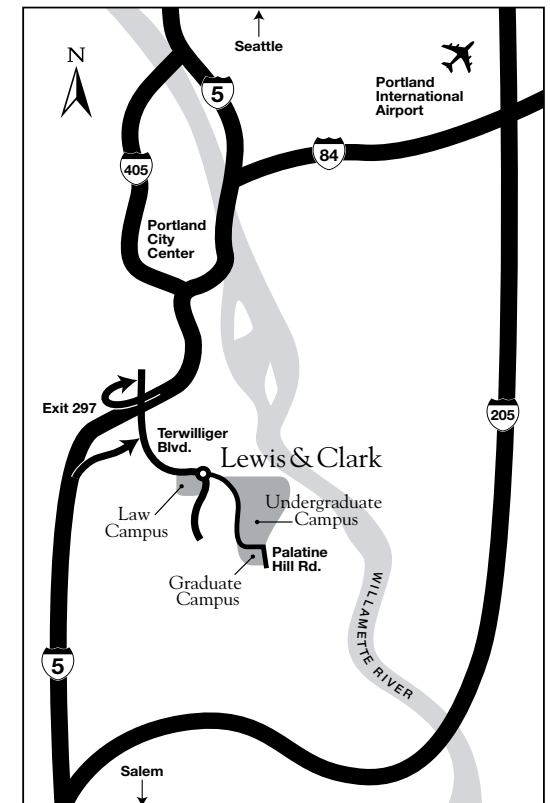 Seattle
N
Portland
International
Airport
5
84
405
Portland
City
Center
205
Exit 297
Terwilliger
Blvd.
Lewis & Clark
Law
Campus
Undergraduate
Campus
Palatine
Hill Rd.
Graduate
Campus
WILLAMETTE RIVER
5
Salem